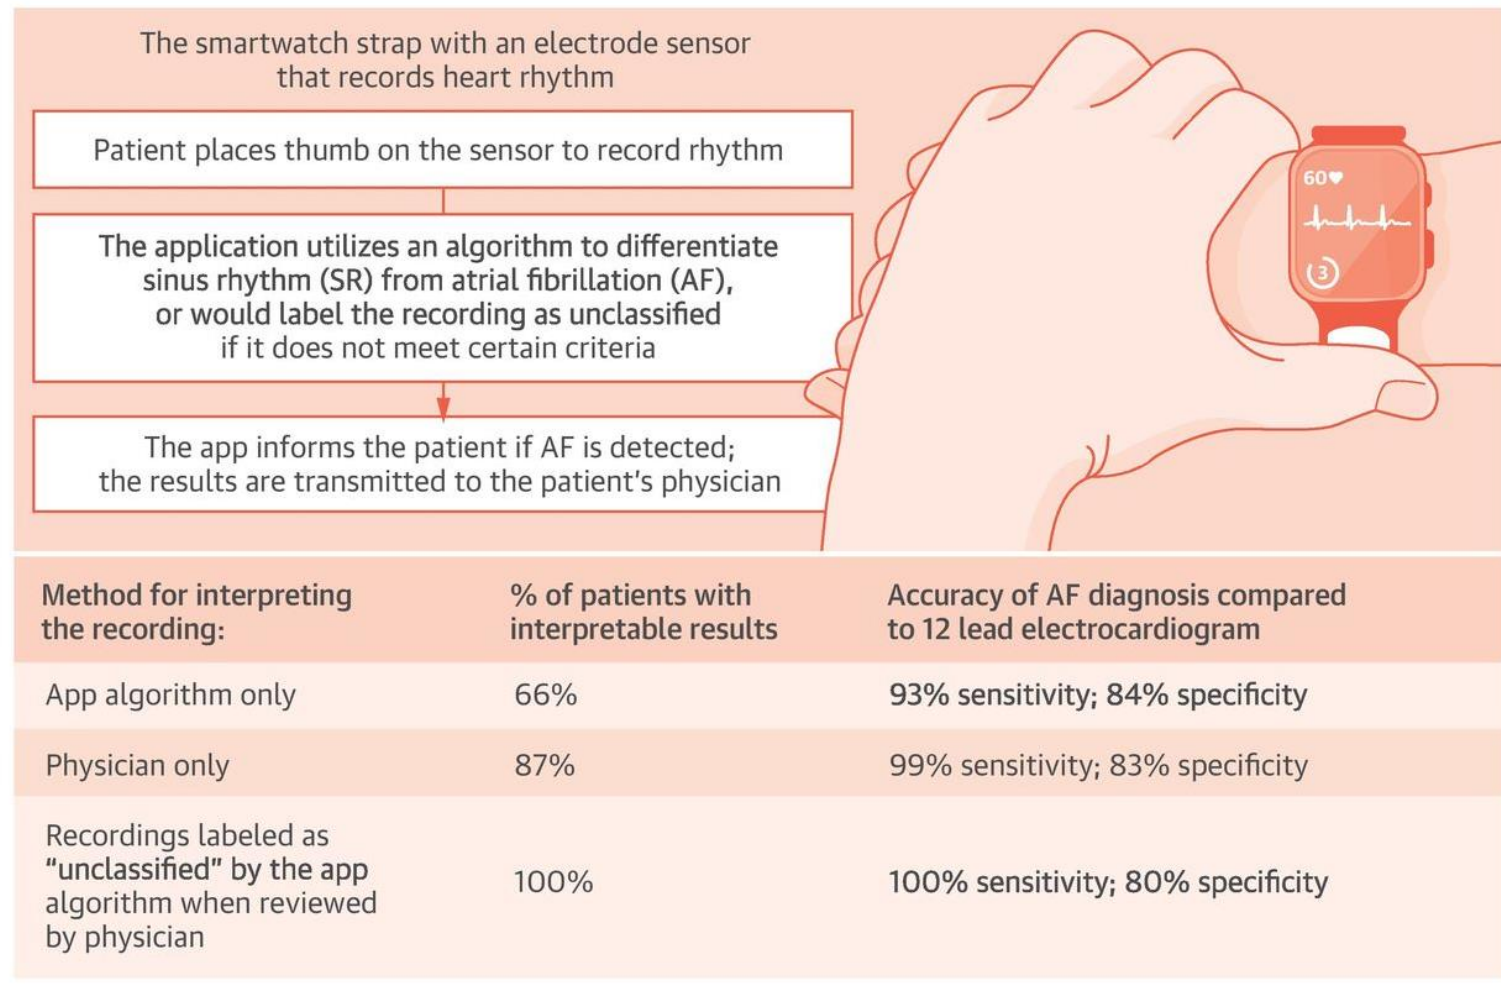 The smartwatch strap with an electrode sensor
that records heart rhythm
Patient places thumb on the sensor to record rhythm
The application utilizes an algorithm to differentiate
sinus rhythm (SR) from atrial fibrillation (AF),
or would label the recording as unclassified
if it does not meet certain criteria
The app informs the patient if AF is detected;
the results are transmitted to the patient's physician
60♥
3
Method for interpreting
the recording:
% of patients with
interpretable results
Accuracy of AF diagnosis compared
to 12 lead electrocardiogram
App algorithm only
66%
93% sensitivity; 84% specificity
Physician only
87%
99% sensitivity; 83% specificity
Recordings labeled as
“unclassified” by the app
algorithm when reviewed
by physician
100%
100% sensitivity; 80% specificity